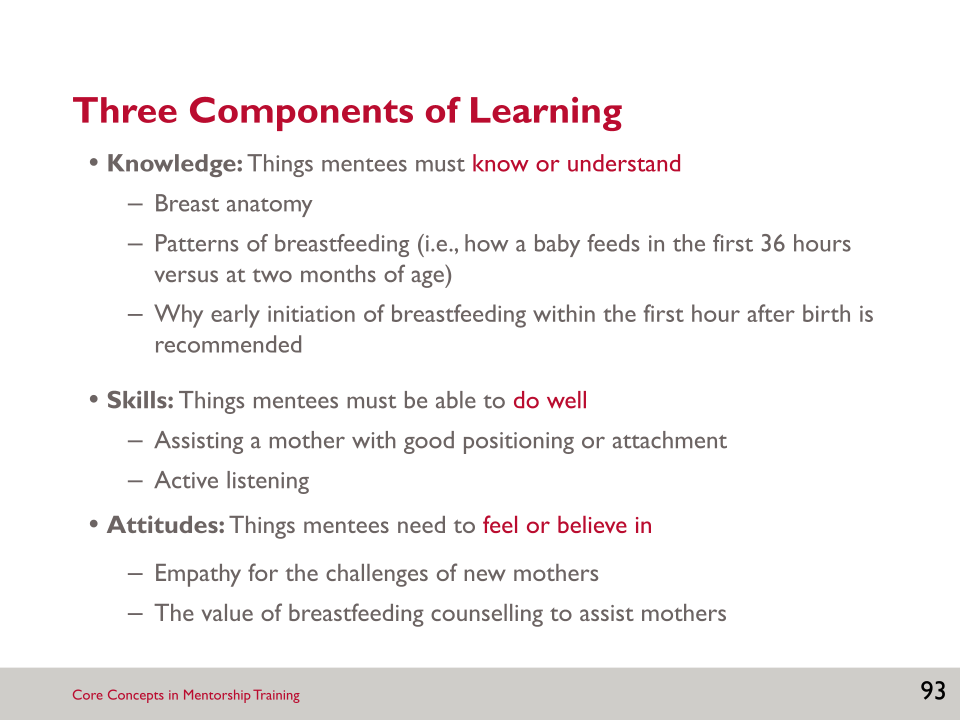 Three Components of Learning
• Knowledge: Things mentees must know or understand
– Breast anatomy
– Patterns of breastfeeding (i.e., how a baby feeds in the first 36 hours
versus at two months of age)
– Why early initiation of breastfeeding within the first hour after birth is
recommended
• Skills: Things mentees must be able to do well
– Assisting a mother with good positioning or attachment
– Active listening
• Attitudes: Things mentees need to feel or believe in
– Empathy for the challenges of new mothers
– The value of breastfeeding counselling to assist mothers
Core Concepts in Mentorship Training
93